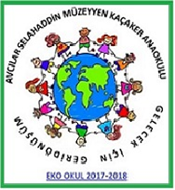 AVCILAR SELAHADDİN MÜZEYYEN KAÇAKER ANAOKULU
GELECEK İÇİN GERİDÖNÜŞÜM
EKO OKUL 2017-2018